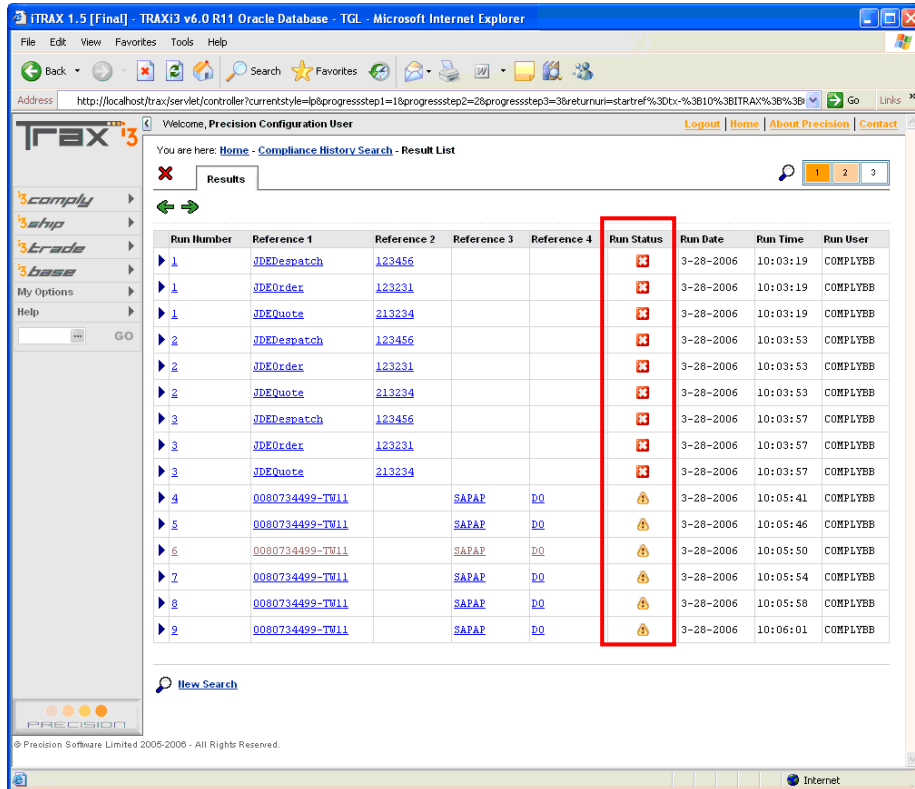 iTRAX 1.5 [Final] - TRAXi3 v6.0 R11 Oracle Database - TGL - Microsoft Internet Explorer
File Edit View Favorites Tools Help
Back Search Favorites
Address http://localhost/trax/servlet/controller?currentstyle=lp&progressstep1=1&progressstep2=2&progressstep3=3&returnuri=startref%3Dtx-%3B10%3BITRAX%3B%3B Go Links »
Trax i3
Welcome, Precision Configuration User Logout | Home | About Precision | Contact
You are here: Home - Compliance History Search - Result List
Results 1 2 3
i3comply
i3ship
i3trade
i3base
My Options
Help
... GO
Run Number Reference 1 Reference 2 Reference 3 Reference 4 Run Status Run Date Run Time Run User
1 JDEDespatch 123456 3-28-2006 10:03:19 COMPLYBB
1 JDEOrder 123231 3-28-2006 10:03:19 COMPLYBB
1 JDEQuote 213234 3-28-2006 10:03:19 COMPLYBB
2 JDEDespatch 123456 3-28-2006 10:03:53 COMPLYBB
2 JDEOrder 123231 3-28-2006 10:03:53 COMPLYBB
2 JDEQuote 213234 3-28-2006 10:03:53 COMPLYBB
3 JDEDespatch 123456 3-28-2006 10:03:57 COMPLYBB
3 JDEOrder 123231 3-28-2006 10:03:57 COMPLYBB
3 JDEQuote 213234 3-28-2006 10:03:57 COMPLYBB
4 0080734499-TW11 SAPAP DO 3-28-2006 10:05:41 COMPLYBB
5 0080734499-TW11 SAPAP DO 3-28-2006 10:05:46 COMPLYBB
6 0080734499-TW11 SAPAP DO 3-28-2006 10:05:50 COMPLYBB
7 0080734499-TW11 SAPAP DO 3-28-2006 10:05:54 COMPLYBB
8 0080734499-TW11 SAPAP DO 3-28-2006 10:05:58 COMPLYBB
9 0080734499-TW11 SAPAP DO 3-28-2006 10:06:01 COMPLYBB
New Search
PRECISION
© Precision Software Limited 2005-2006 - All Rights Reserved.
Internet